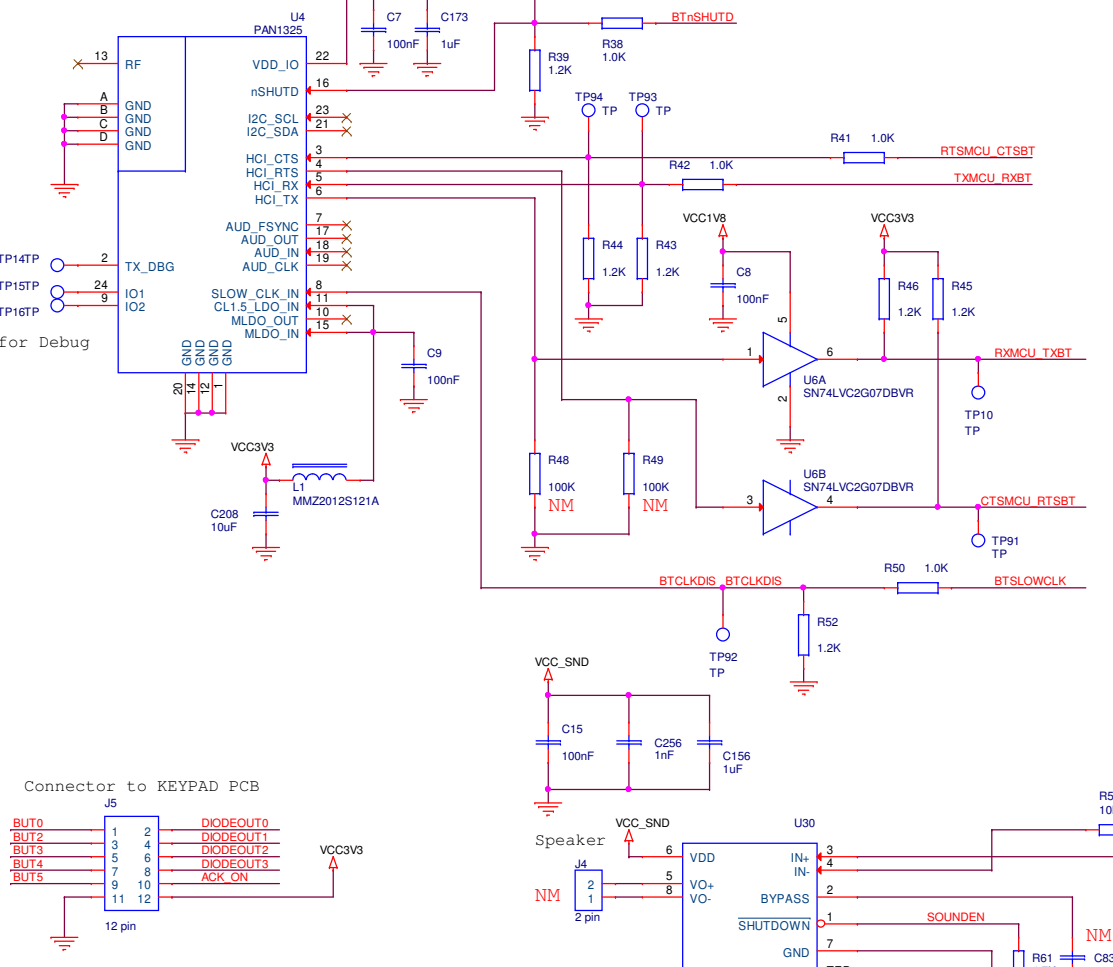 U4
PAN1325
13
RF
A
GND
B
GND
C
GND
D
GND
VDD_IO
22
nSHUTD
16
I2C_SCL
23
I2C_SDA
21
HCI_CTS
3
HCI_RTS
4
HCI_RX
5
HCI_TX
6
AUD_FSYNC
7
AUD_OUT
17
AUD_IN
18
AUD_CLK
19
TP14TP
2
TX_DBG
TP15TP
24
IO1
TP16TP
9
IO2
for Debug
SLOW_CLK_IN
8
CL1.5_LDO_IN
11
MLDO_OUT
10
MLDO_IN
15
GND
GND
GND
GND
20
14
12
1
C7
100nF
C173
1uF
R39
1.2K
R38
1.0K
BTnSHUTD
TP94
TP
TP93
TP
R41 1.0K
RTSMCU_CTSBT
R42 1.0K
TXMCU_RXBT
R44
1.2K
R43
1.2K
VCC1V8
C8
100nF
VCC3V3
R46
1.2K
R45
1.2K
5
1
6
2
U6A
SN74LVC2G07DBVR
RXMCU_TXBT
TP10
TP
C9
100nF
VCC3V3
L1
MMZ2012S121A
C208
10uF
R48
100K
NM
R49
100K
NM
U6B
SN74LVC2G07DBVR
3
4
CTSMCU_RTSBT
TP91
TP
BTCLKDIS
BTCLKDIS
R50 1.0K
BTSLOWCLK
TP92
TP
R52
1.2K
VCC_SND
C15
100nF
C256
1nF
C156
1uF
Connector to KEYPAD PCB
J5
BUT0
1
2
DIODEOUT0
BUT2
3
4
DIODEOUT1
BUT3
5
6
DIODEOUT2
BUT4
7
8
DIODEOUT3
BUT5
9
10
ACK_ON
11
12
12 pin
VCC3V3
Speaker
VCC_SND
J4
NM
2
1
2 pin
U30
6
VDD
5
VO+
8
VO-
IN+
3
IN-
4
BYPASS
2
SHUTDOWN
1
GND
7
SOUNDEN
R61
NM
C83